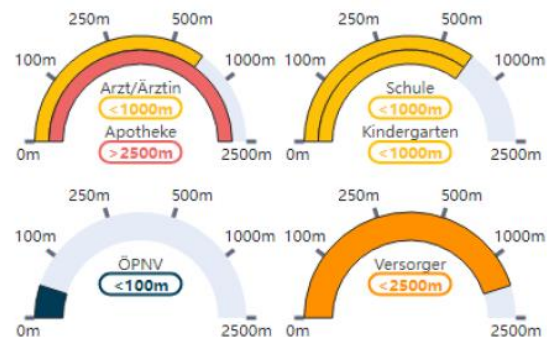 250m 500m
100m 1000m
Arzt/Ärztin
<1000m
Apotheke
>2500m
0m 2500m
250m 500m
100m 1000m
Schule
<1000m
Kindergarten
<1000m
0m 2500m
250m 500m
100m 1000m
ÖPNV
<100m
0m 2500m
250m 500m
100m 1000m
Versorger
<2500m
0m 2500m